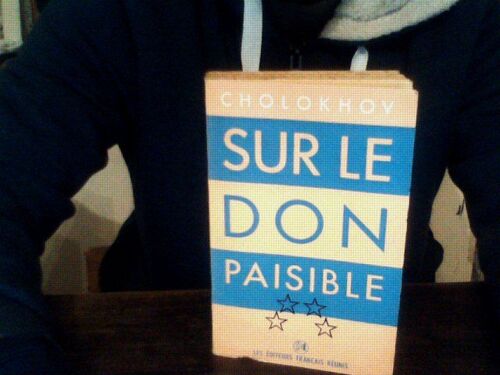 CHOLOKHOV
SUR LE
DON
PAISIBLE
LES ÉDITEURS FRANÇAIS RÉUNIS